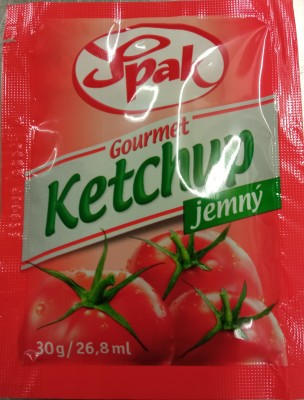 Spak
Gourmet
Ketchup
jemný
30g/26,8ml